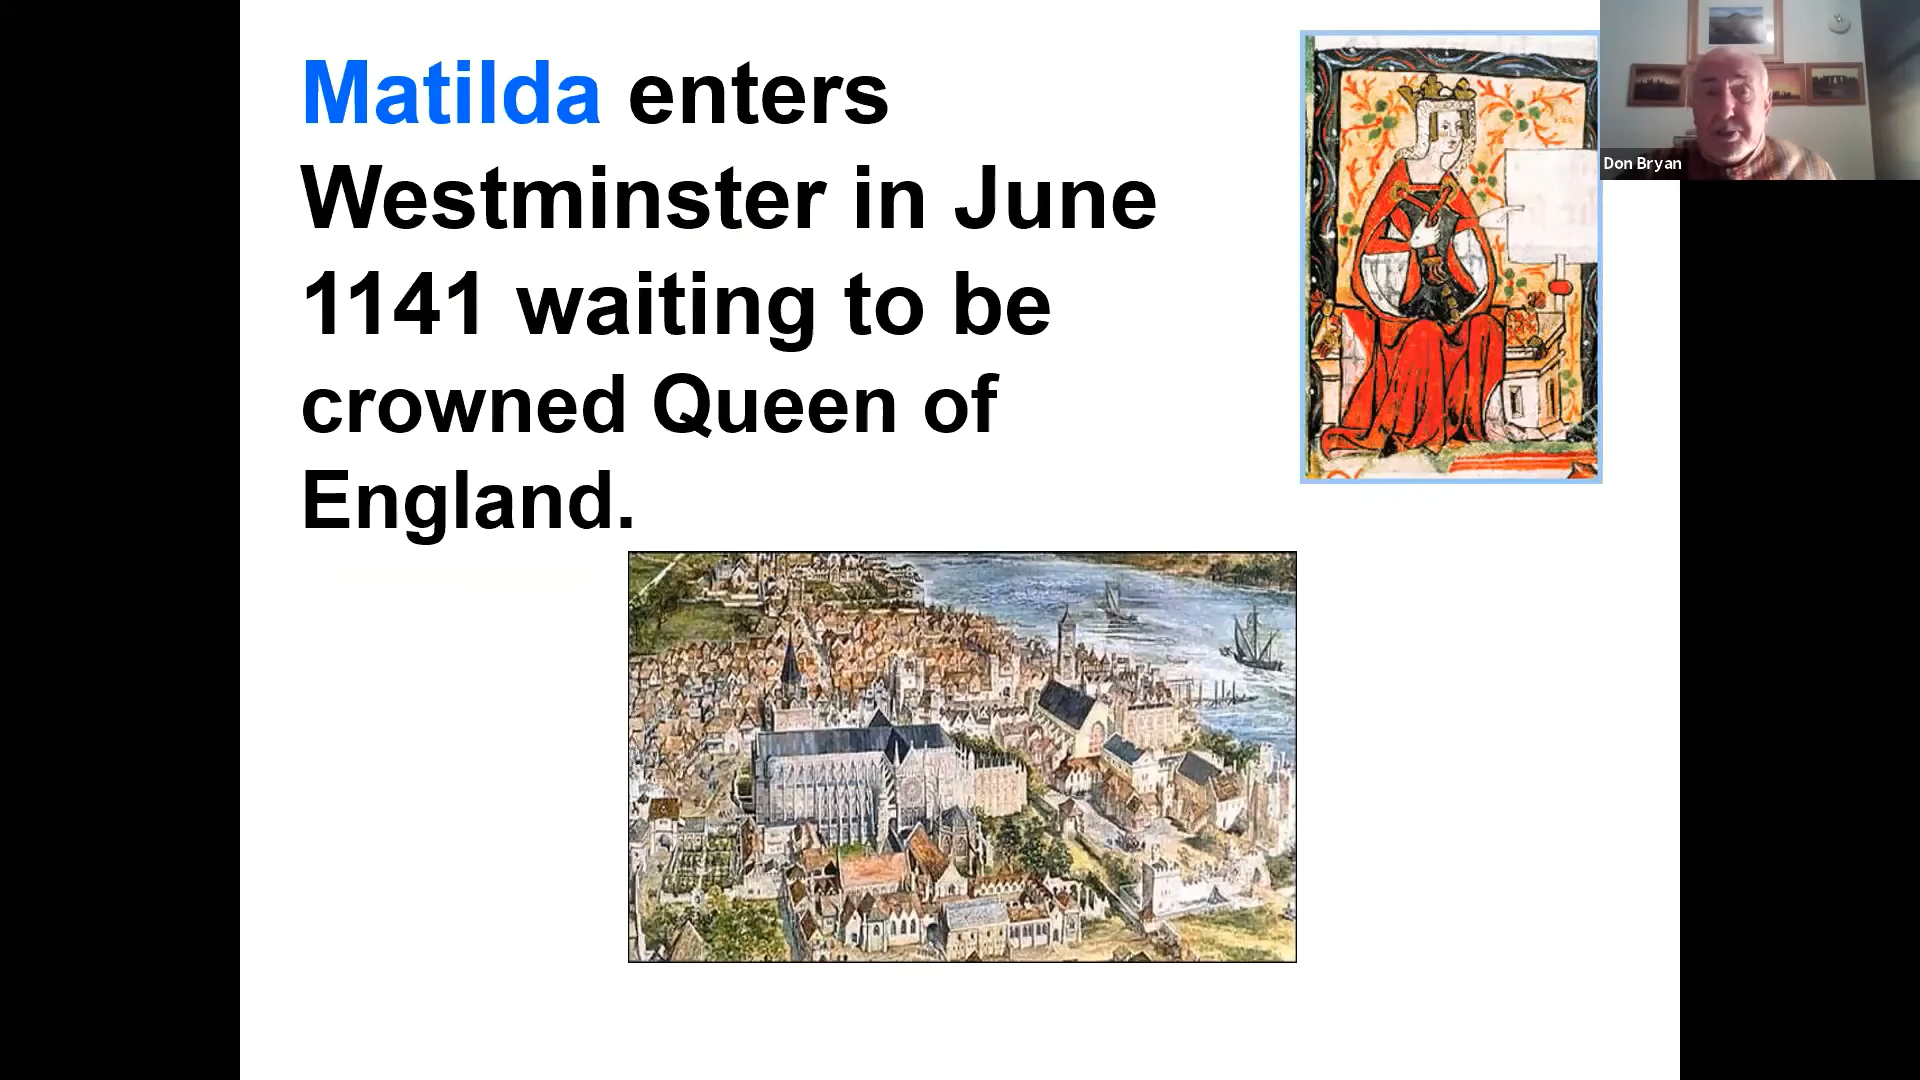 Matilda enters
Westminster in June
1141 waiting to be
crowned Queen of
England.
Don Bryan